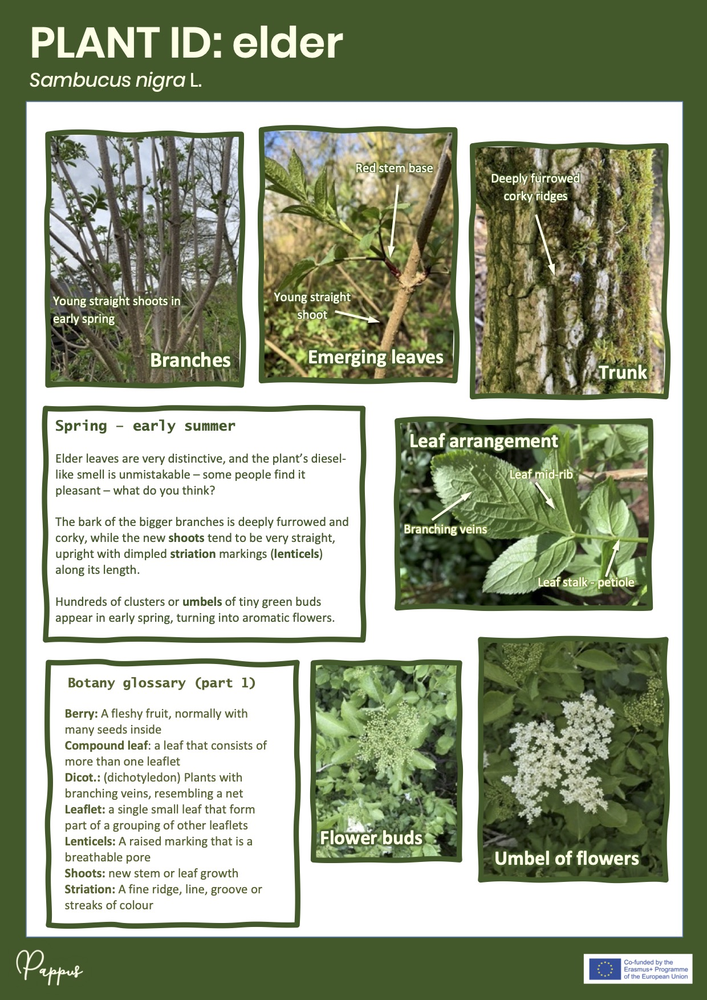 PLANT ID: elder
Sambucus nigra L.
Young straight shoots in
early spring
Branches
Red stem base
Young straight
shoot
Emerging leaves
Deeply furrowed
corky ridges
Trunk
Spring – early summer
Elder leaves are very distinctive, and the plant’s diesel-
like smell is unmistakable – some people find it
pleasant – what do you think?
The bark of the bigger branches is deeply furrowed and
corky, while the new shoots tend to be very straight,
upright with dimpled striation markings (lenticels)
along its length.
Hundreds of clusters or umbels of tiny green buds
appear in early spring, turning into aromatic flowers.
Leaf arrangement
Leaf mid-rib
Branching veins
Leaf stalk - petiole
Botany glossary (part 1)
Berry: A fleshy fruit, normally with
many seeds inside
Compound leaf: a leaf that consists of
more than one leaflet
Dicot.: (dichotyledon) Plants with
branching veins, resembling a net
Leaflet: a single small leaf that form
part of a grouping of other leaflets
Lenticels: A raised marking that is a
breathable pore
Shoots: new stem or leaf growth
Striation: A fine ridge, line, groove or
streaks of colour
Flower buds
Umbel of flowers
Pappus
Co-funded by the
Erasmus+ Programme
of the European Union